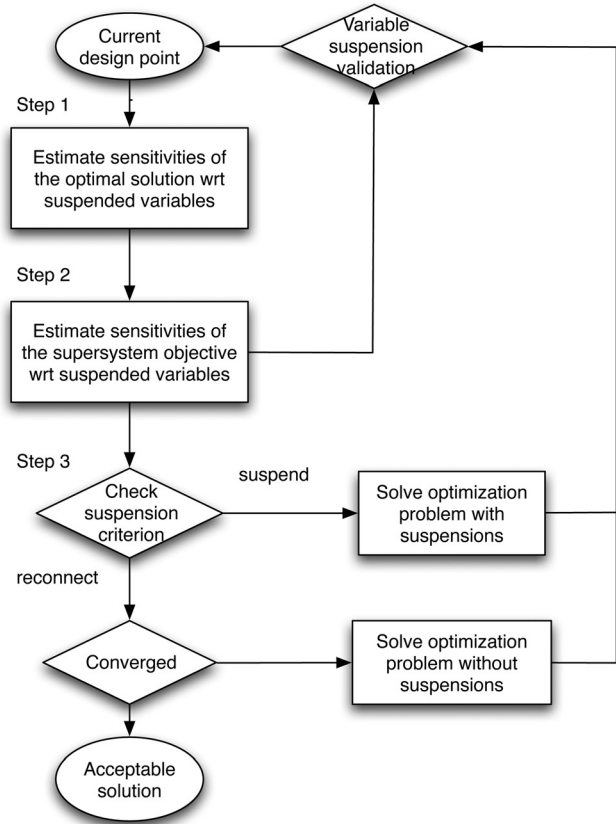 Current
design point
Variable
suspension
validation
Step 1
Estimate sensitivities of
the optimal solution wrt
suspended variables
Step 2
Estimate sensitivities of
the supersystem objective
wrt suspended variables
Step 3
Check
suspension
criterion
suspend
Solve optimization
problem with
suspensions
reconnect
Converged
Solve optimization
problem without
suspensions
Acceptable
solution